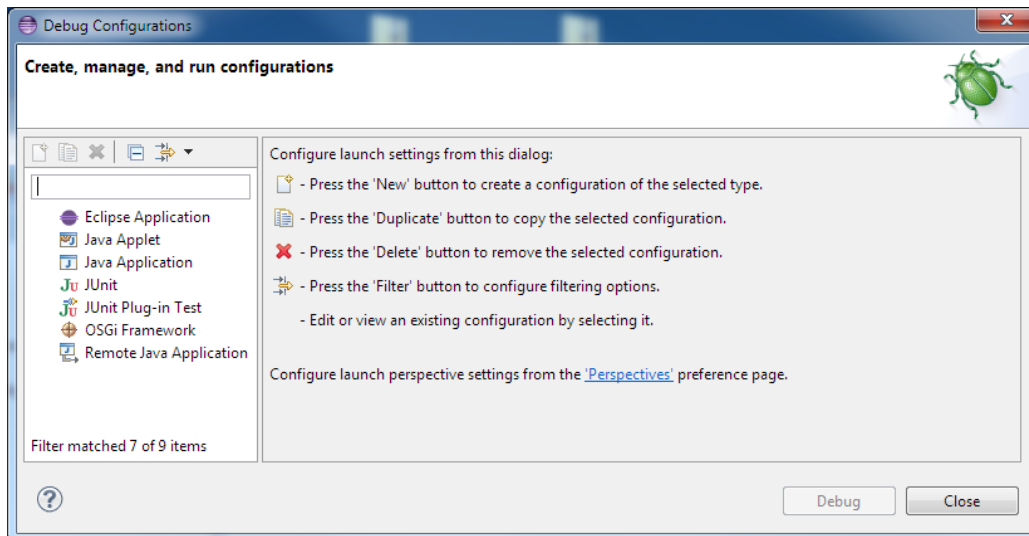 Debug Configurations
Create, manage, and run configurations
Eclipse Application
Java Applet
Java Application
JUnit
JUnit Plug-in Test
OSGi Framework
Remote Java Application
Filter matched 7 of 9 items
Configure launch settings from this dialog:
- Press the 'New' button to create a configuration of the selected type.
- Press the 'Duplicate' button to copy the selected configuration.
- Press the 'Delete' button to remove the selected configuration.
- Press the 'Filter' button to configure filtering options.
- Edit or view an existing configuration by selecting it.
Configure launch perspective settings from the 'Perspectives' preference page.
Debug
Close